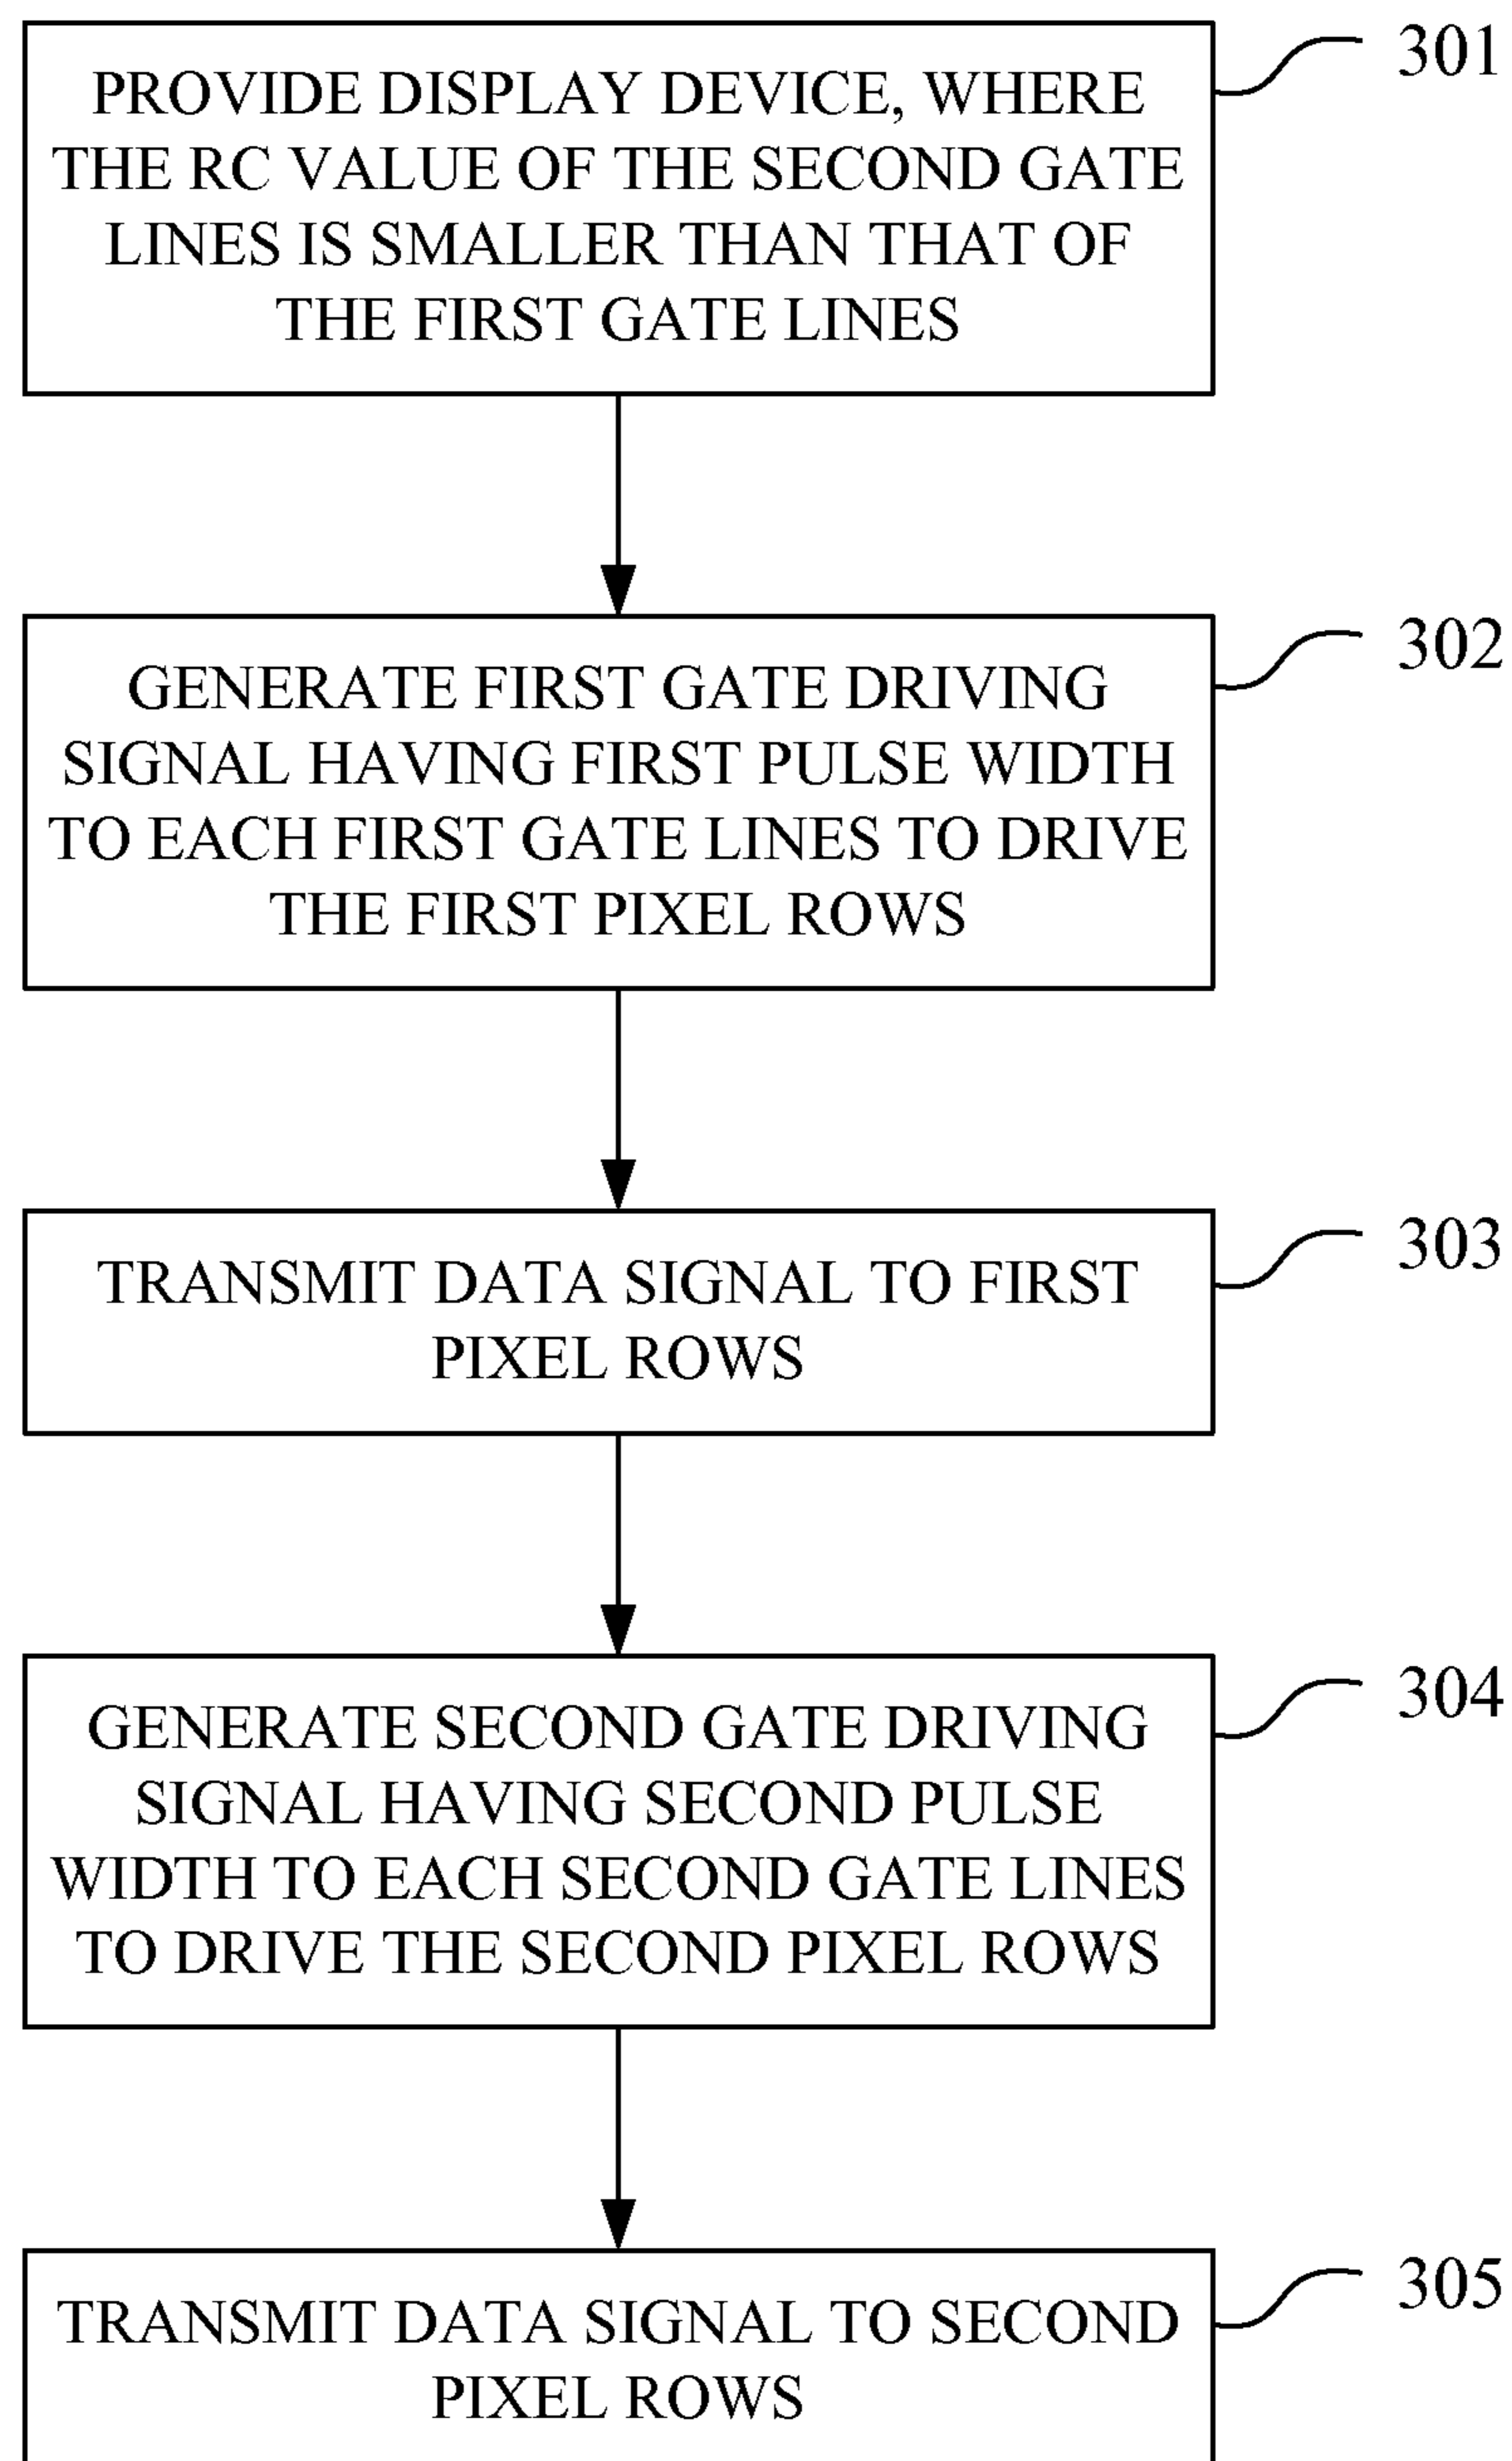 PROVIDE DISPLAY DEVICE, WHERE
THE RC VALUE OF THE SECOND GATE
LINES IS SMALLER THAN THAT OF
THE FIRST GATE LINES
301
GENERATE FIRST GATE DRIVING
SIGNAL HAVING FIRST PULSE WIDTH
TO EACH FIRST GATE LINES TO DRIVE
THE FIRST PIXEL ROWS
302
TRANSMIT DATA SIGNAL TO FIRST
PIXEL ROWS
303
GENERATE SECOND GATE DRIVING
SIGNAL HAVING SECOND PULSE
WIDTH TO EACH SECOND GATE LINES
TO DRIVE THE SECOND PIXEL ROWS
304
TRANSMIT DATA SIGNAL TO SECOND
PIXEL ROWS
305